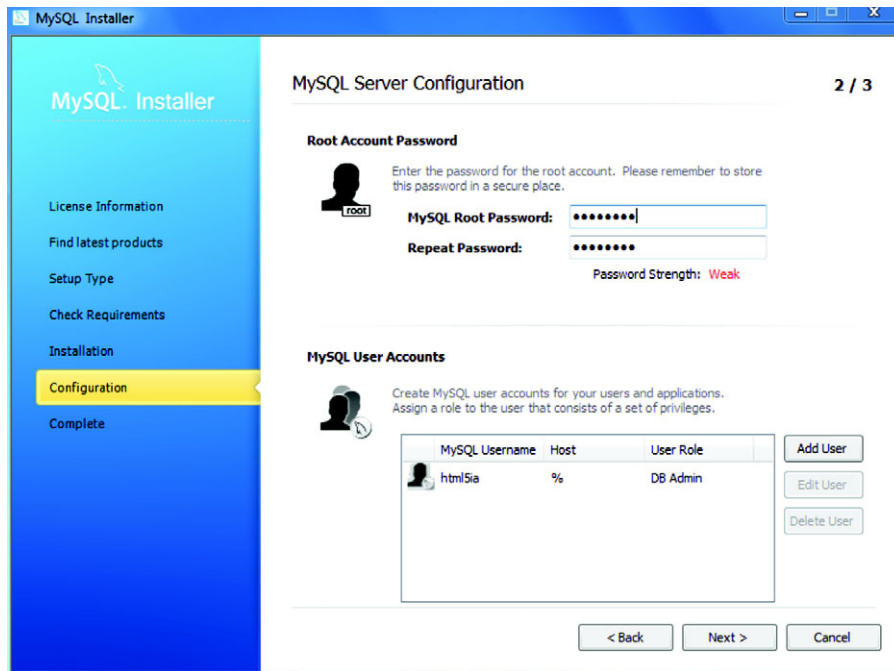 MySQL Installer
MySQL. Installer
License Information
Find latest products
Setup Type
Check Requirements
Installation
Configuration
Complete
MySQL Server Configuration
2 / 3
Root Account Password
Enter the password for the root account. Please remember to store
this password in a secure place.
root
MySQL Root Password: ●●●●●●●●
Repeat Password: ●●●●●●●●
Password Strength: Weak
MySQL User Accounts
Create MySQL user accounts for your users and applications.
Assign a role to the user that consists of a set of privileges.
MySQL Username Host User Role
html5ia % DB Admin
Add User
Edit User
Delete User
< Back Next > Cancel